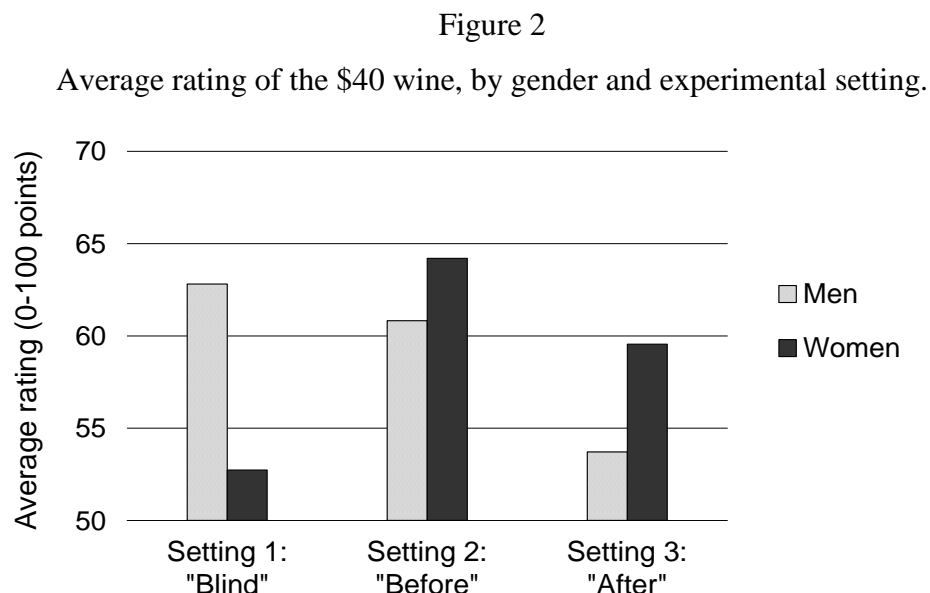 Figure 2
Average rating of the $40 wine, by gender and experimental setting.
Average rating (0-100 points)
70
65
60
55
50
Setting 1:
"Blind"
Setting 2:
"Before"
Setting 3:
"After"
Men
Women